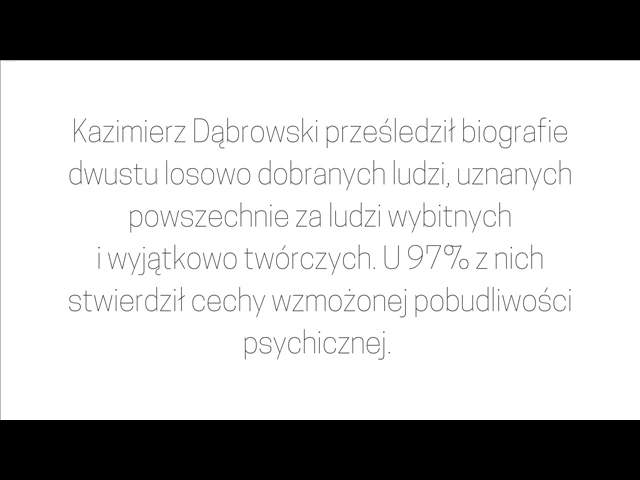 Kazimierz Dąbrowski prześledził biografie
dwustu losowo dobranych ludzi, uznanych
powszechnie za ludzi wybitnych
i wyjątkowo twórczych. U 97% z nich
stwierdził cechy wzmożonej pobudliwości
psychicznej.